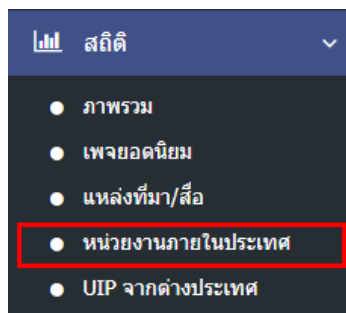 สถิติ
ภาพรวม
เพจยอดนิยม
แหล่งที่มา/สื่อ
หน่วยงานภายในประเทศ
UIP จากต่างประเทศ